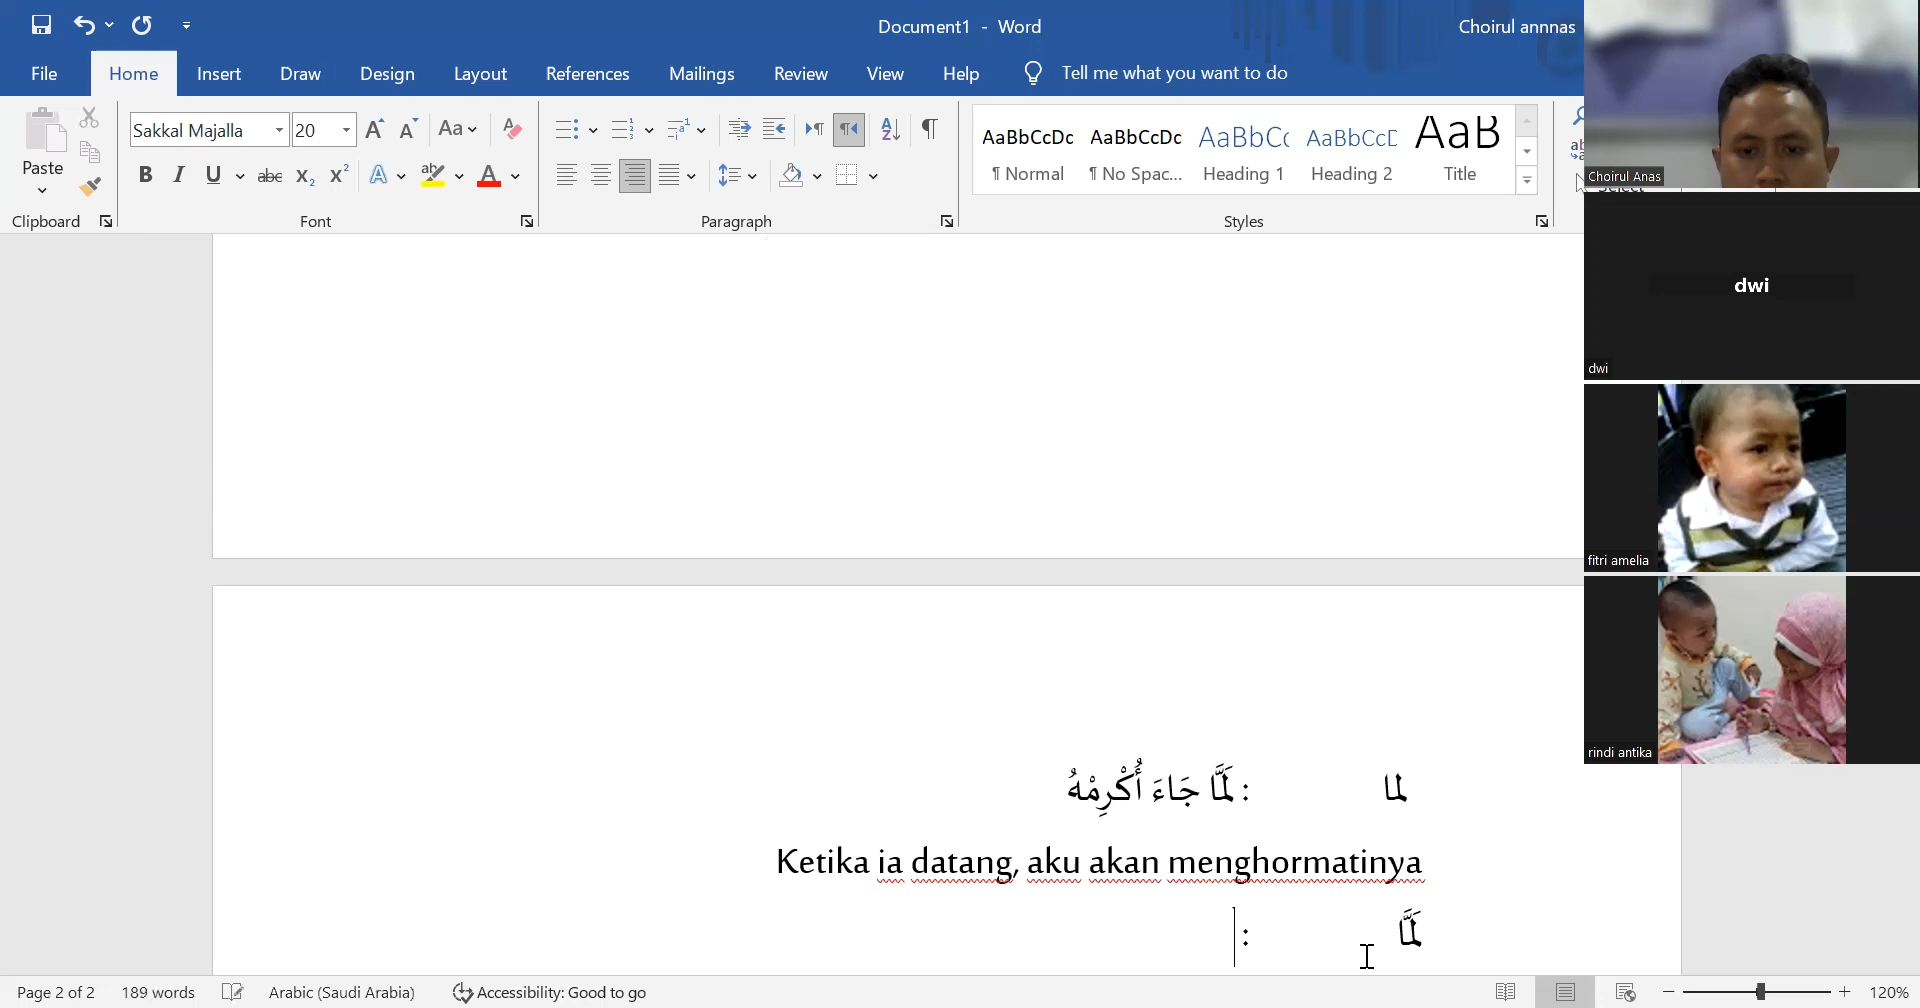 Document1 - Word
Choirul annnas
File Home Insert Draw Design Layout References Mailings Review View Help Tell me what you want to do
Sakkal Majalla 20
Paste
Clipboard
Font
Paragraph
AaBbCcDc AaBbCcDc AaBbCc AaBbCcD AaB
¶ Normal ¶ No Spac... Heading 1 Heading 2 Title
Styles
Select
Choirul Anas
dwi
dwi
fitri amelia
rindi antika
لما : لَمَّا جَاءَ أُكْرِمْهُ
Ketika ia datang, aku akan menghormatinya
لَمَّا :
Page 2 of 2 189 words Arabic (Saudi Arabia) Accessibility: Good to go 120%